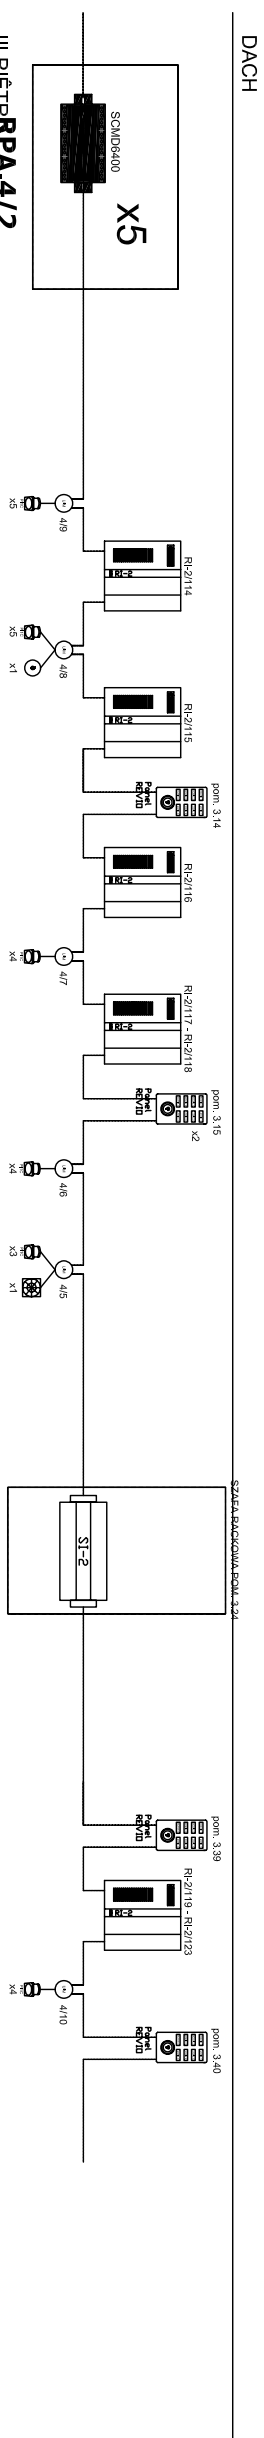 DACH
III PIĘTR
RPA.4/2
SCMD6400
x5
4/9
x5
RI-2/114
RI-2
4/8
x5
x1
RI-2/115
RI-2
pom. 3.14
Panel
REVID
RI-2/116
RI-2
4/7
x4
RI-2/117 - RI-2/118
RI-2
pom. 3.15
x2
Panel
REVID
4/6
x4
4/5
x3
x1
SZAFA RACKOWA POM. 3.24
SI-2
pom. 3.39
Panel
REVID
RI-2/119 - RI-2/123
RI-2
4/10
x4
pom. 3.40
Panel
REVID